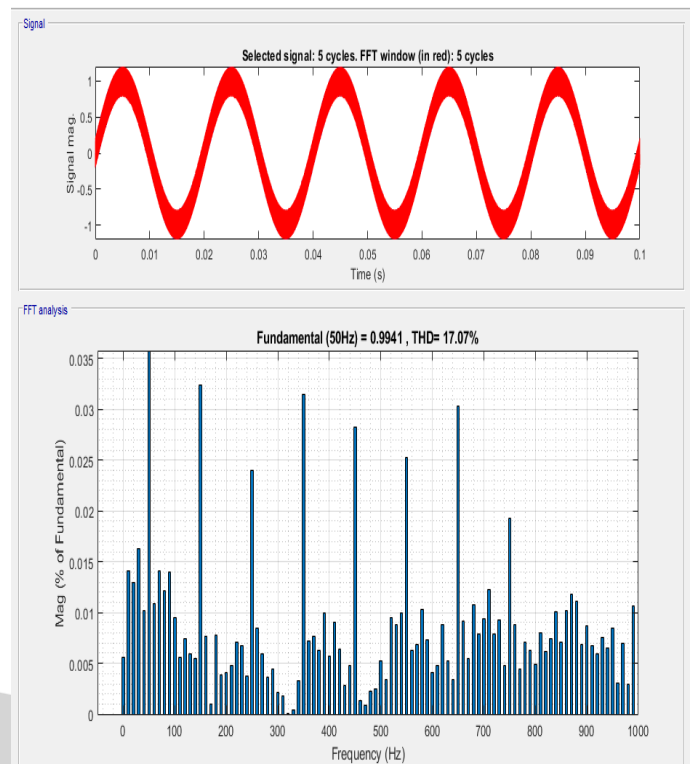 Signal
Selected signal: 5 cycles. FFT window (in red): 5 cycles
Signal mag.
1
0.5
0
-0.5
-1
0 0.01 0.02 0.03 0.04 0.05 0.06 0.07 0.08 0.09 0.1
Time (s)
FFT analysis
Fundamental (50Hz) = 0.9941 , THD= 17.07%
Mag (% of Fundamental)
0.035
0.03
0.025
0.02
0.015
0.01
0.005
0
0 100 200 300 400 500 600 700 800 900 1000
Frequency (Hz)